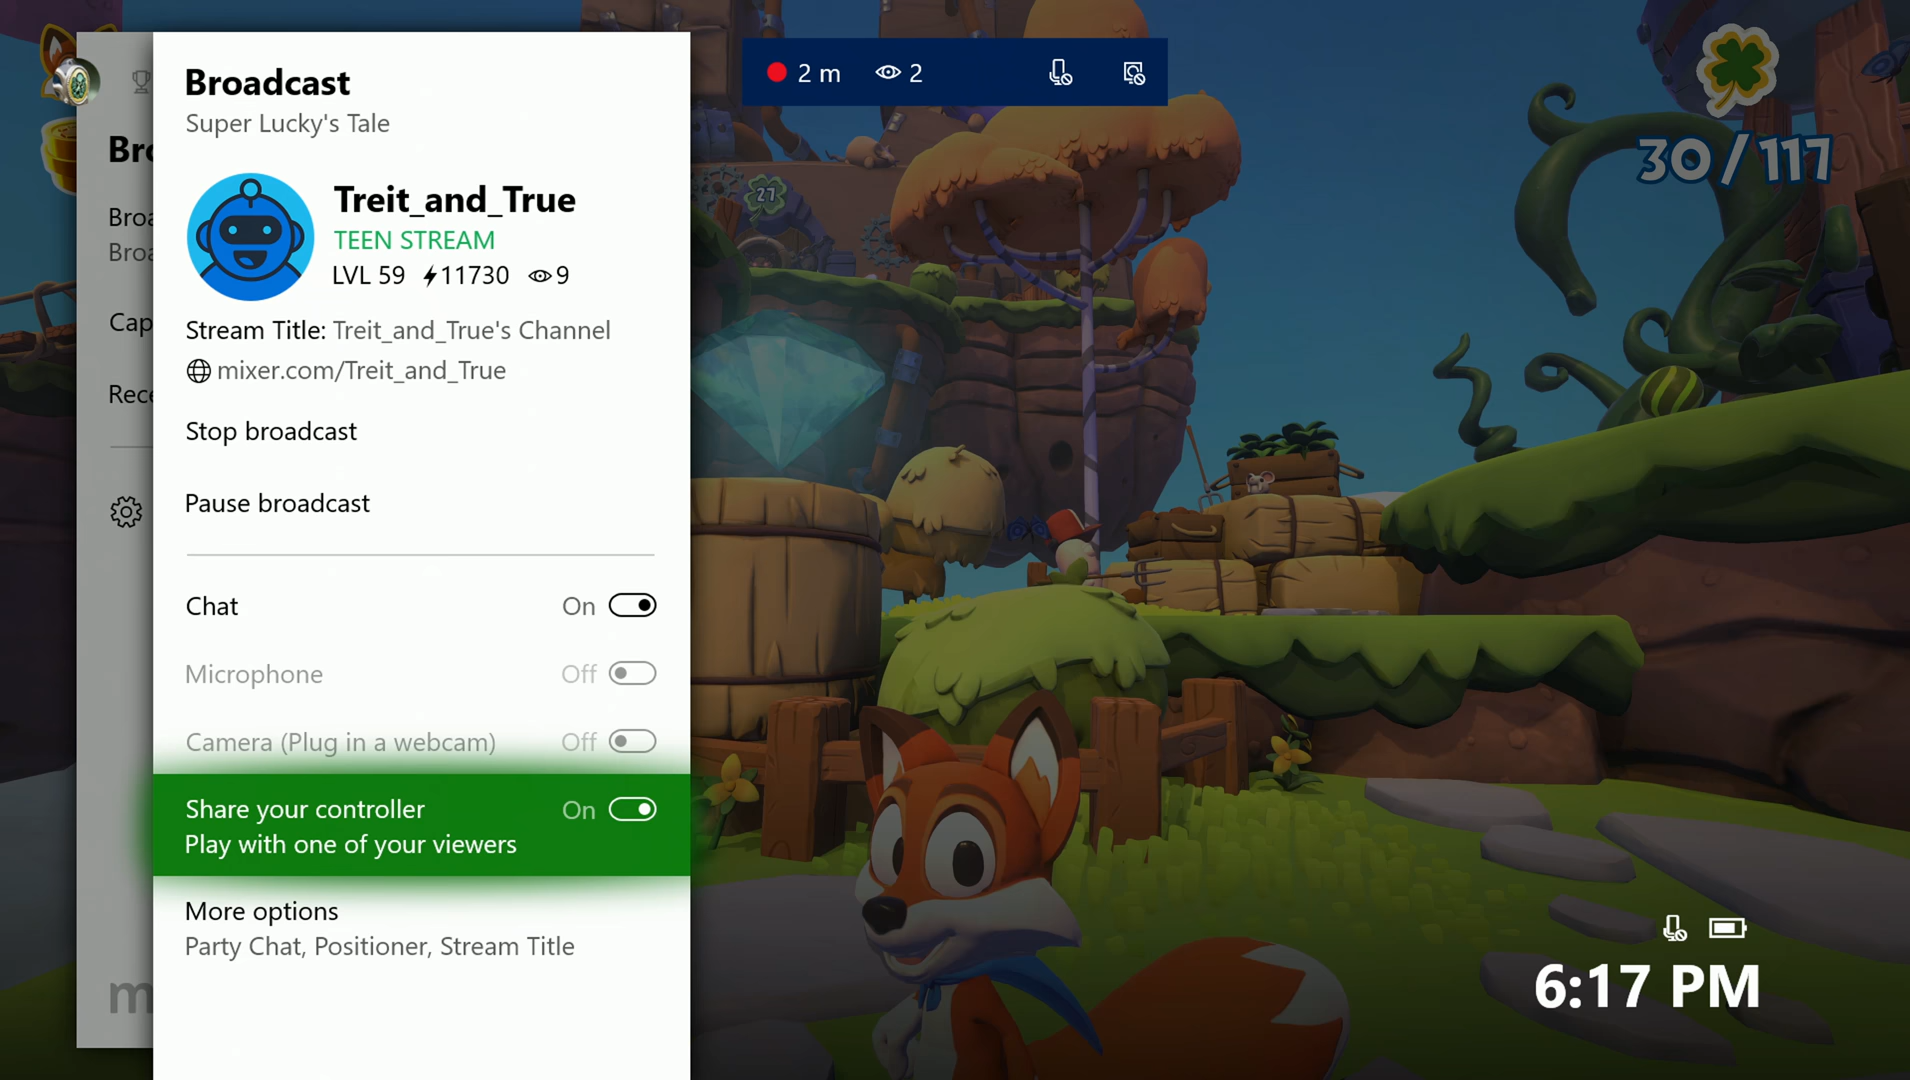 Broadcast
Super Lucky's Tale
Treit_and_True
TEEN STREAM
LVL 59 11730 9
Stream Title: Treit_and_True's Channel
mixer.com/Treit_and_True
Stop broadcast
Pause broadcast
Chat On
Microphone Off
Camera (Plug in a webcam) Off
Share your controller On
Play with one of your viewers
More options
Party Chat, Positioner, Stream Title
2 m 2
30/117
27
6:17 PM